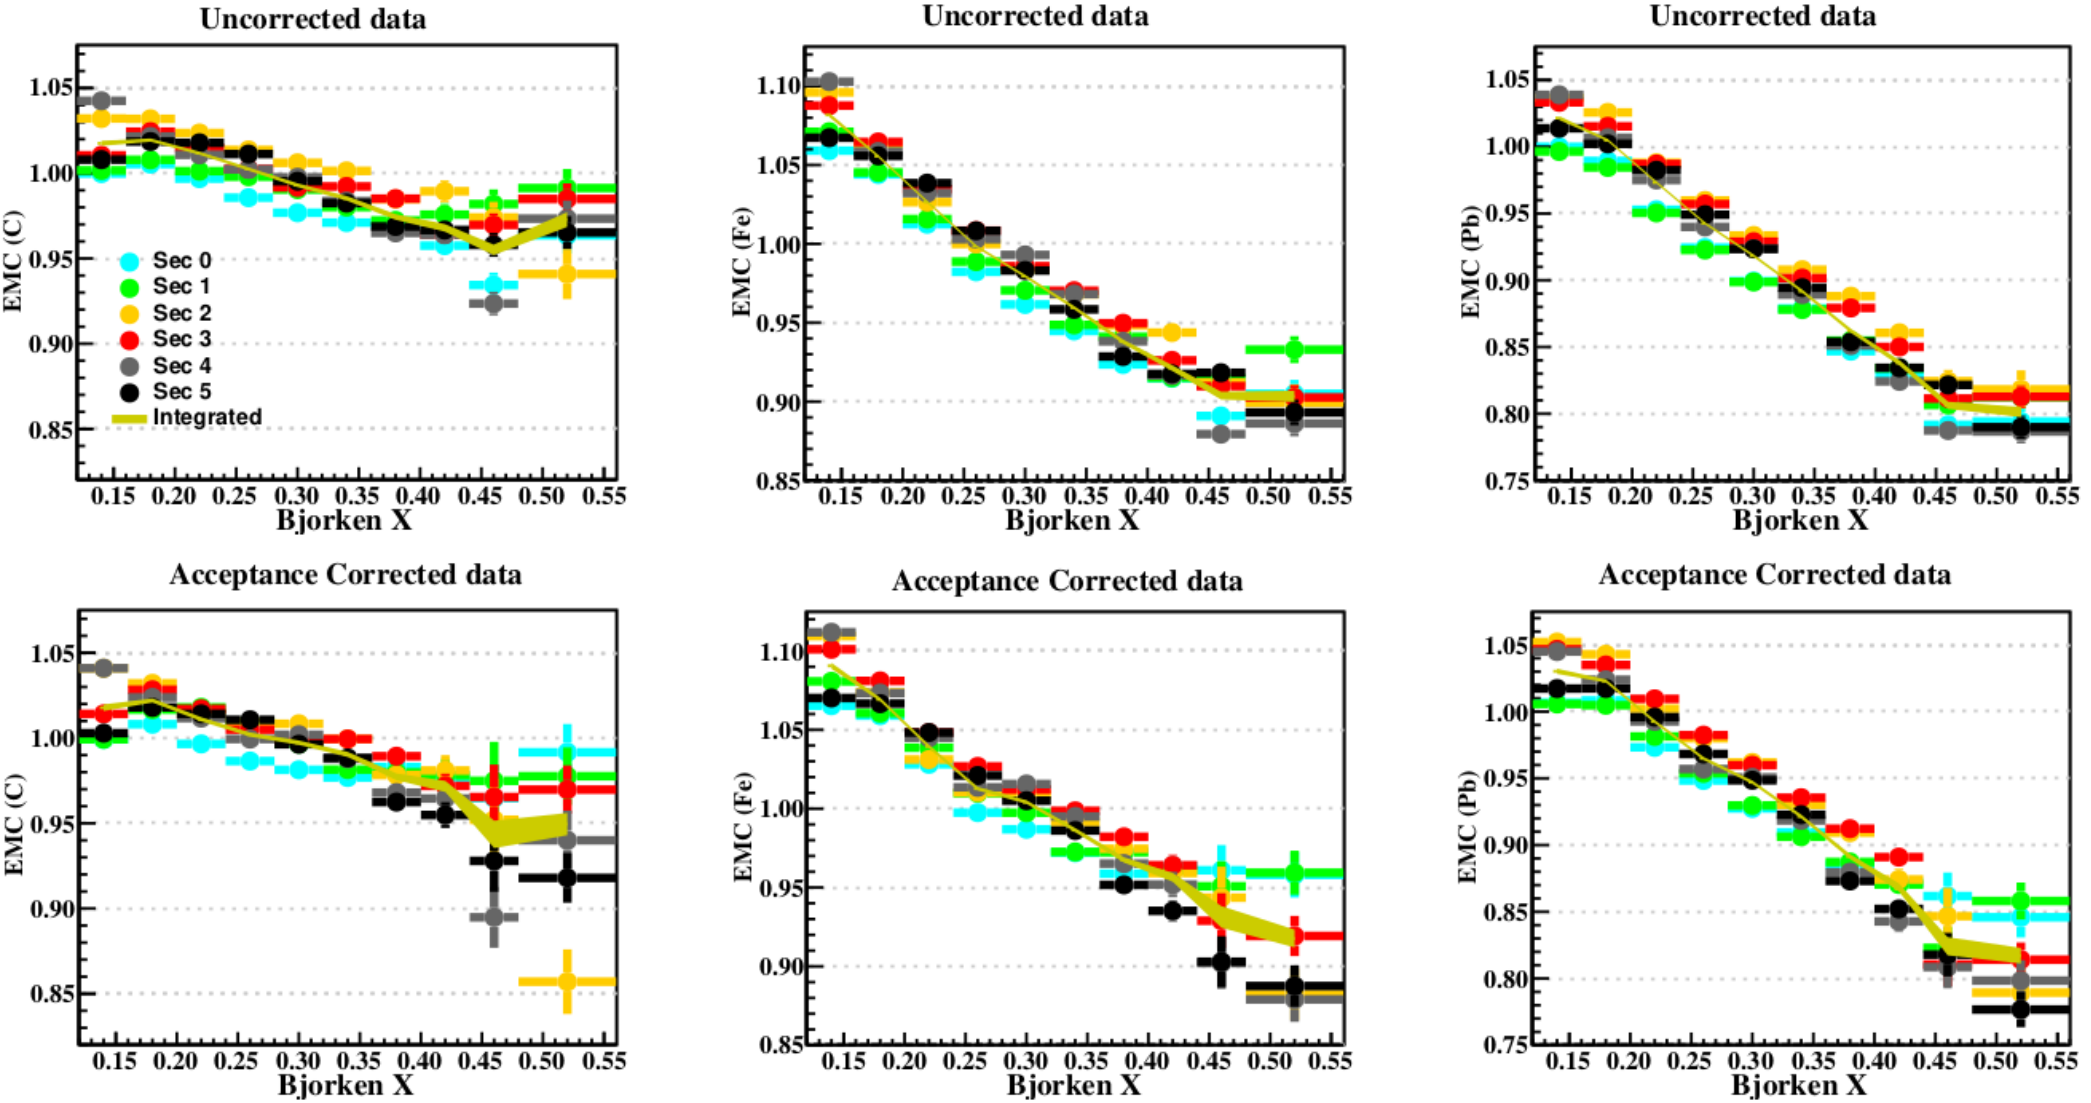 Uncorrected data
1.05
1.00
0.95
0.90
0.85
EMC (C)
Sec 0
Sec 1
Sec 2
Sec 3
Sec 4
Sec 5
Integrated
0.15 0.20 0.25 0.30 0.35 0.40 0.45 0.50 0.55
Bjorken X
Uncorrected data
1.10
1.05
1.00
0.95
0.90
0.85
EMC (Fe)
0.15 0.20 0.25 0.30 0.35 0.40 0.45 0.50 0.55
Bjorken X
Uncorrected data
1.05
1.00
0.95
0.90
0.85
0.80
0.75
EMC (Pb)
0.15 0.20 0.25 0.30 0.35 0.40 0.45 0.50 0.55
Bjorken X
Acceptance Corrected data
1.05
1.00
0.95
0.90
0.85
EMC (C)
0.15 0.20 0.25 0.30 0.35 0.40 0.45 0.50 0.55
Bjorken X
Acceptance Corrected data
1.10
1.05
1.00
0.95
0.90
0.85
EMC (Fe)
0.15 0.20 0.25 0.30 0.35 0.40 0.45 0.50 0.55
Bjorken X
Acceptance Corrected data
1.05
1.00
0.95
0.90
0.85
0.80
0.75
EMC (Pb)
0.15 0.20 0.25 0.30 0.35 0.40 0.45 0.50 0.55
Bjorken X